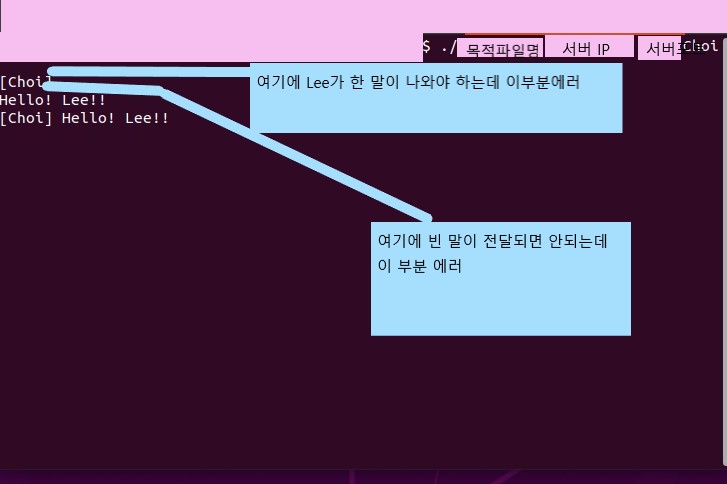 $ ./ 목적파일명 서버 IP 서버 Choi
[Choi]
여기에 Lee가 한 말이 나와야 하는데 이부분에러
Hello! Lee!!
[Choi] Hello! Lee!!
여기에 빈 말이 전달되면 안되는데
이 부분 에러